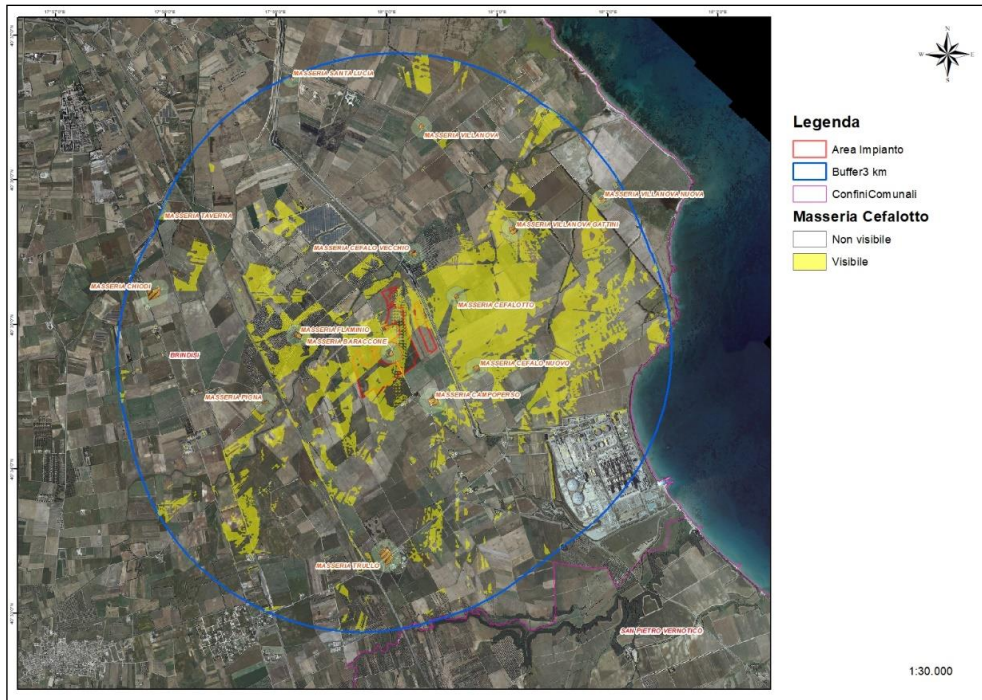 N
W E
S
Legenda
Area Impianto
Buffer3 km
ConfiniComunali
Masseria Cefalotto
Non visibile
Visibile
MASSERIA SANTA LUCIA
MASSERIA VILLANOVA
MASSERIA VILLANOVA NUOVA
MASSERIA TAVERNA
MASSERIA VILLANOVA GATTINI
MASSERIA CEFALO VECCHIO
MASSERIA CHIODI
MASSERIA CEFALOTTO
MASSERIA FLAMINIO
MASSERIA BARACCONE
BRINDISI
MASSERIA CEFALO NUOVO
MASSERIA PIGNA
MASSERIA CAMPOPERSO
MASSERIA TRULLO
SAN PIETRO VERNOTICO
1:30.000